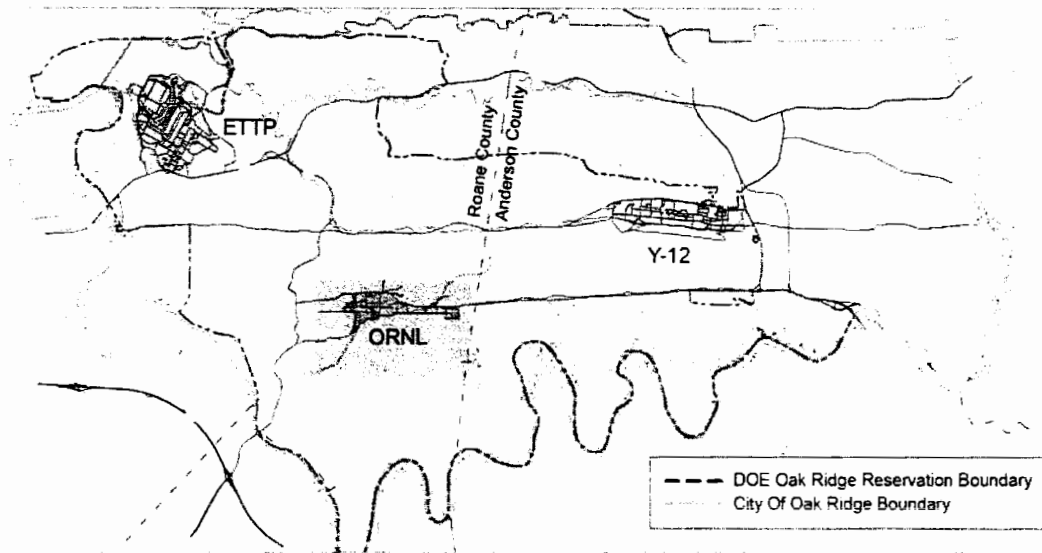 ETTP
Roane County
Anderson County
Y-12
ORNL
DOE Oak Ridge Reservation Boundary
City Of Oak Ridge Boundary